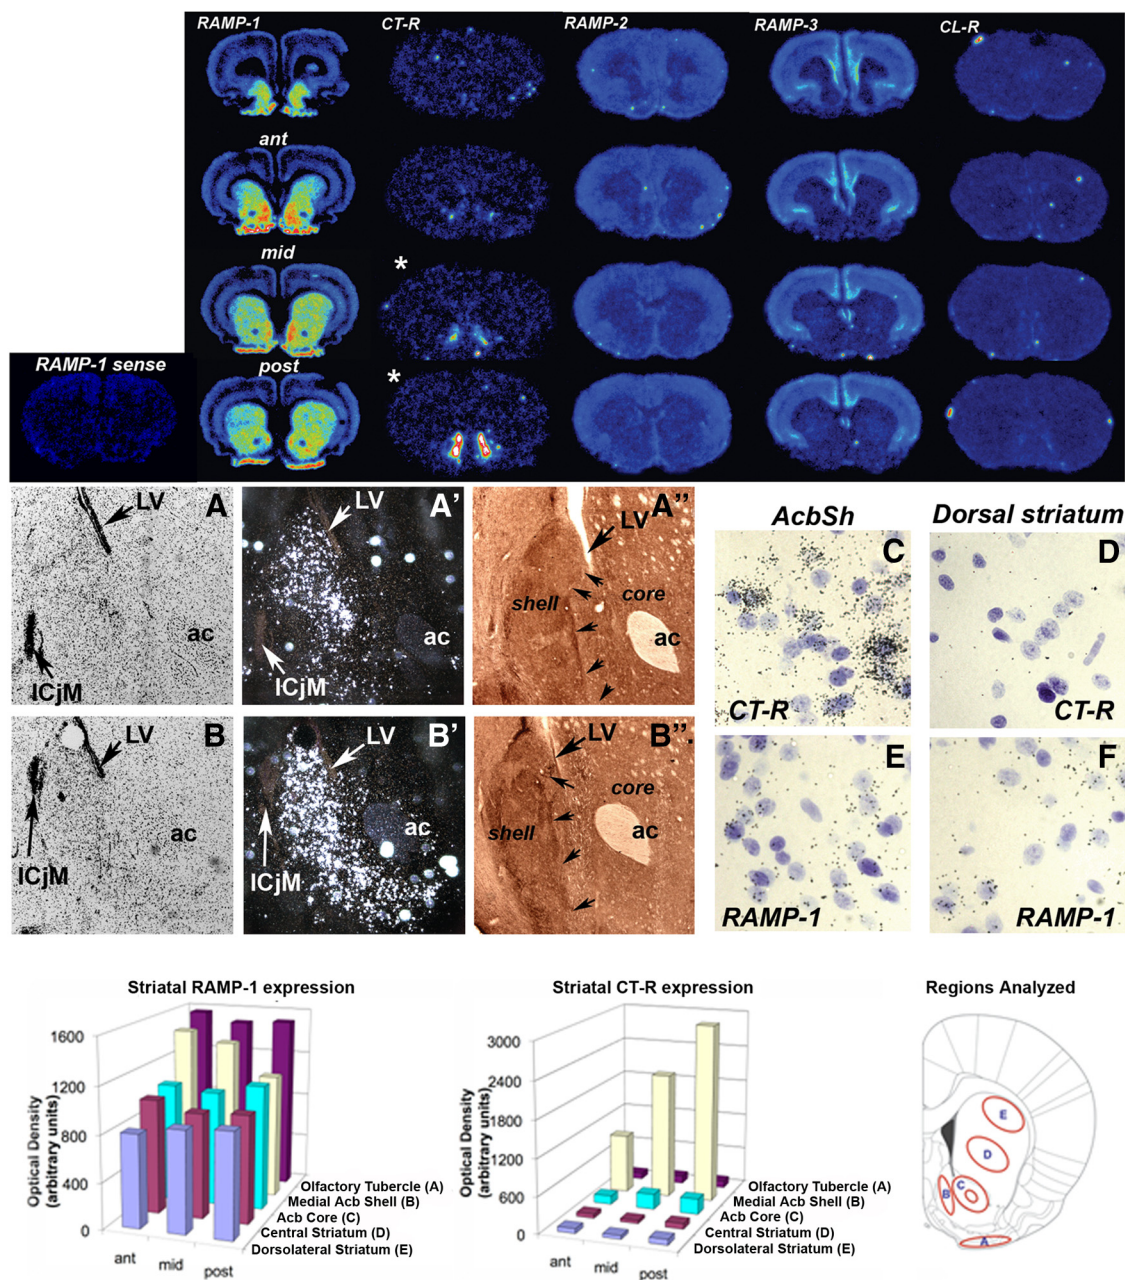 RAMP-1
CT-R
RAMP-2
RAMP-3
CL-R
ant
mid
*
RAMP-1 sense
post
*
LV
A
ICjM
ac
LV
A’
ICjM
ac
A’’
LV
shell
core
ac
AcbSh
Dorsal striatum
C
CT-R
D
CT-R
LV
B
ICjM
ac
LV
B’
ICjM
ac
LV
B’’.
shell
core
ac
E
RAMP-1
F
RAMP-1
Striatal RAMP-1 expression
Optical Density
(arbitrary units)
1600
1200
800
400
0
ant
mid
post
Olfactory Tubercle (A)
Medial Acb Shell (B)
Acb Core (C)
Central Striatum (D)
Dorsolateral Striatum (E)
Striatal CT-R expression
Optical Density
(arbitrary units)
3000
2400
1800
1200
600
0
ant
mid
post
Olfactory Tubercle (A)
Medial Acb Shell (B)
Acb Core (C)
Central Striatum (D)
Dorsolateral Striatum (E)
Regions Analyzed
E
D
C
B
A